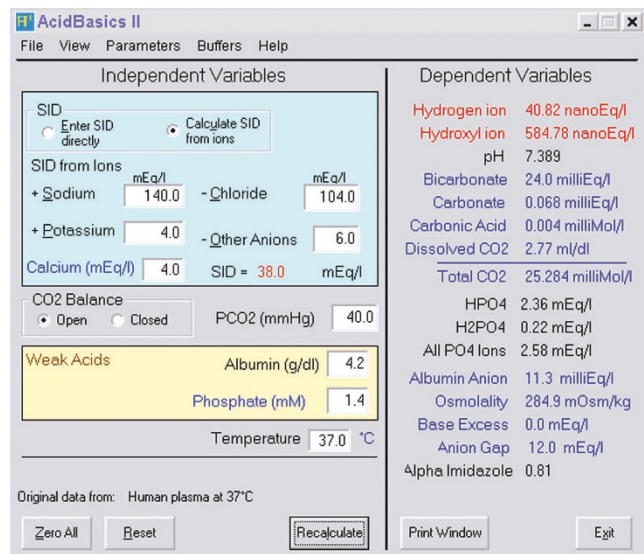 AcidBasics II
File View Parameters Buffers Help
Independent Variables
SID
Enter SID directly
Calculate SID from ions
SID from Ions
mEq/l mEq/l
+ Sodium 140.0 - Chloride 104.0
+ Potassium 4.0 - Other Anions 6.0
Calcium (mEq/l) 4.0 SID = 38.0 mEq/l
CO2 Balance
Open Closed PCO2 (mmHg) 40.0
Weak Acids Albumin (g/dl) 4.2
Phosphate (mM) 1.4
Temperature 37.0 °C
Original data from: Human plasma at 37°C
Zero All Reset Recalculate
Dependent Variables
Hydrogen ion 40.82 nanoEq/l
Hydroxyl ion 584.78 nanoEq/l
pH 7.389
Bicarbonate 24.0 milliEq/l
Carbonate 0.068 milliEq/l
Carbonic Acid 0.004 milliMol/l
Dissolved CO2 2.77 ml/dl
Total CO2 25.284 milliMol/l
HPO4 2.36 mEq/l
H2PO4 0.22 mEq/l
All PO4 Ions 2.58 mEq/l
Albumin Anion 11.3 milliEq/l
Osmolality 284.9 mOsm/kg
Base Excess 0.0 mEq/l
Anion Gap 12.0 mEq/l
Alpha Imidazole 0.81
Print Window Exit